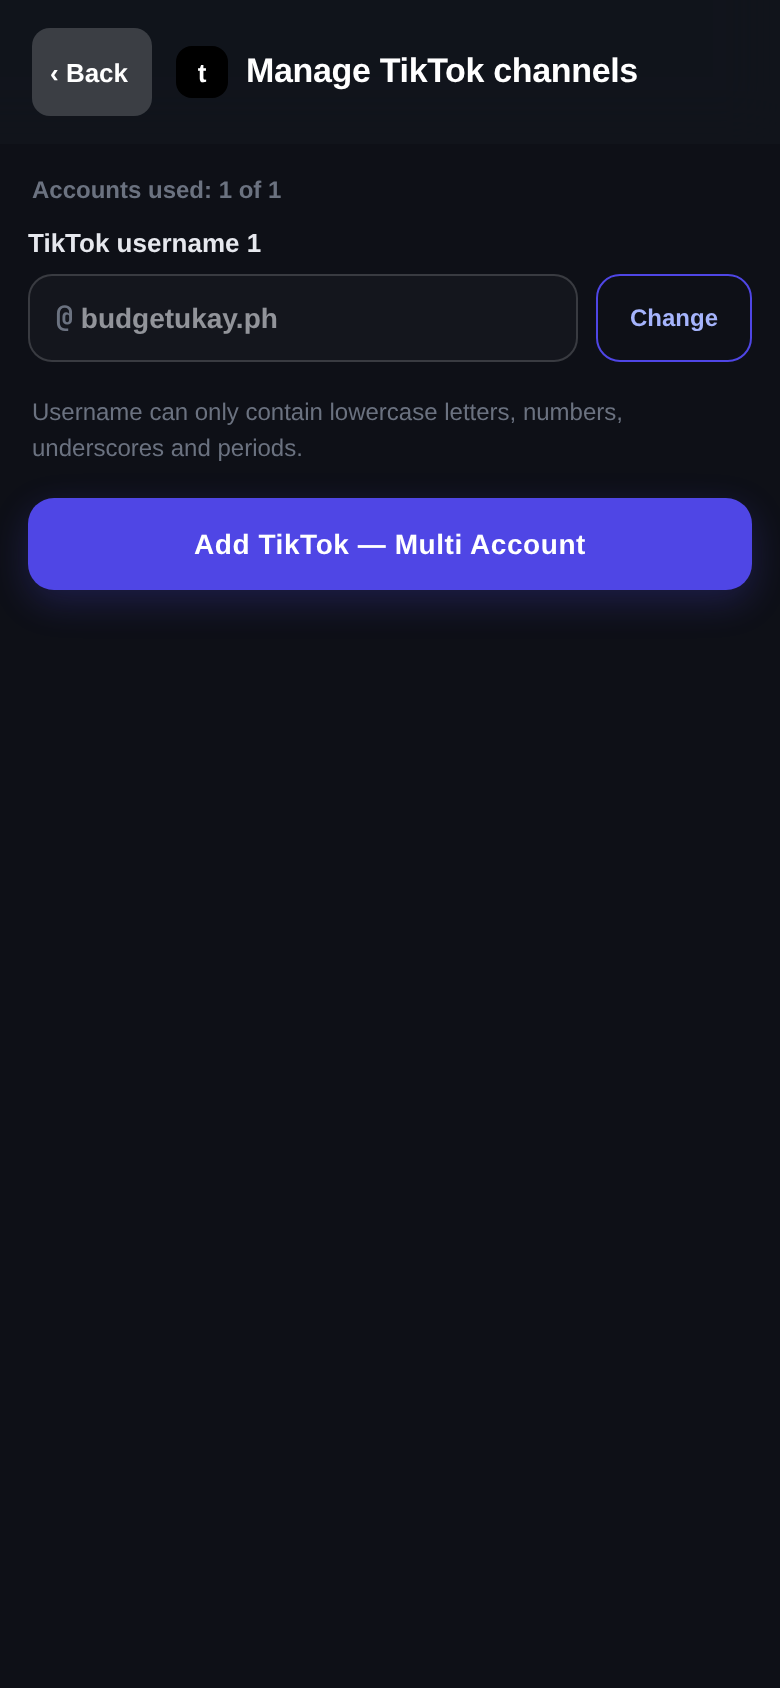 ‹ Back
t
Manage TikTok channels
Accounts used: 1 of 1
TikTok username 1
@ budgetukay.ph
Change
Username can only contain lowercase letters, numbers,
underscores and periods.
Add TikTok — Multi Account